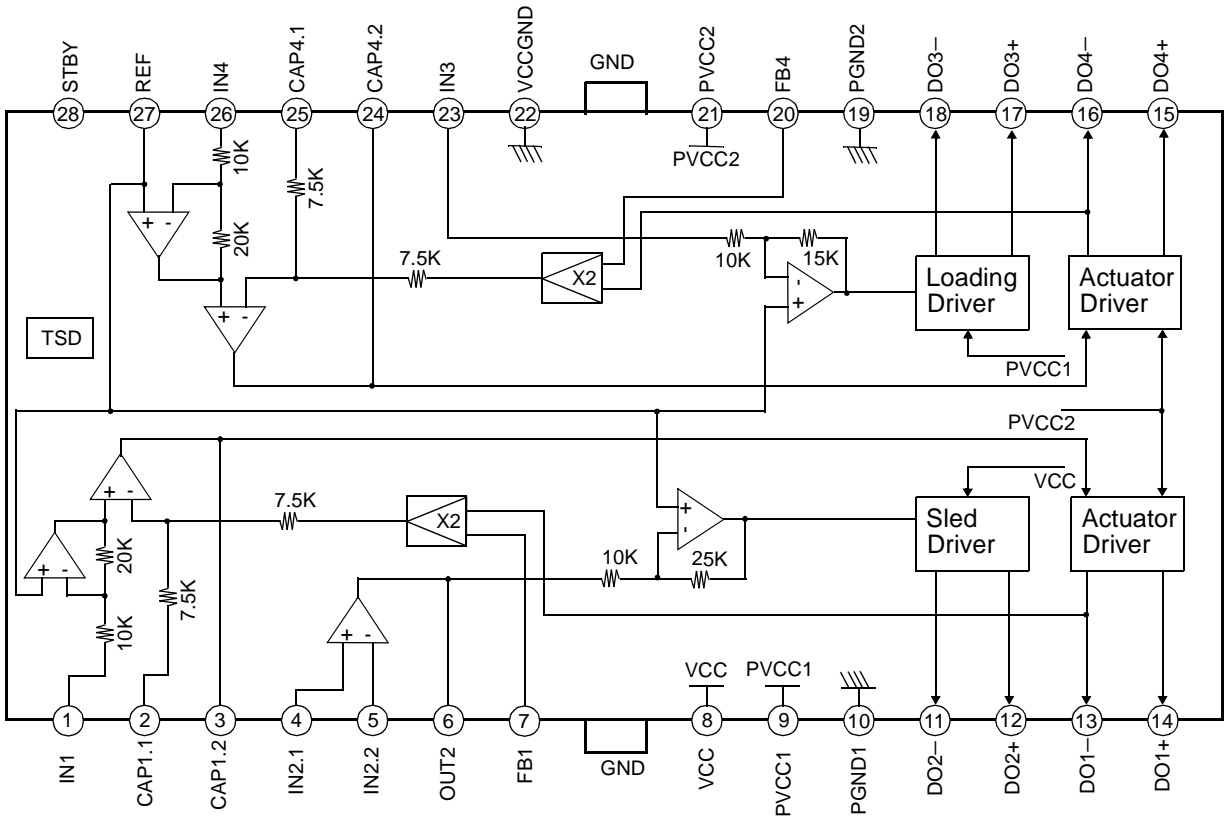 STBY
REF
IN4
CAP4.1
CAP4.2
IN3
VCCGND
GND
PVCC2
FB4
PGND2
DO3−
DO3+
DO4−
DO4+
28
27
26
25
24
23
22
21
20
19
18
17
16
15
PVCC2
10K
7.5K
+ -
20K
10K
15K
7.5K
X2
-
+
Loading
Driver
Actuator
Driver
+ -
TSD
PVCC1
PVCC2
VCC
+ -
7.5K
X2
+
-
Sled
Driver
Actuator
Driver
20K
10K
25K
+ -
7.5K
10K
+ -
VCC
PVCC1
1
2
3
4
5
6
7
8
9
10
11
12
13
14
IN1
CAP1.1
CAP1.2
IN2.1
IN2.2
OUT2
FB1
GND
VCC
PVCC1
PGND1
DO2−
DO2+
DO1−
DO1+